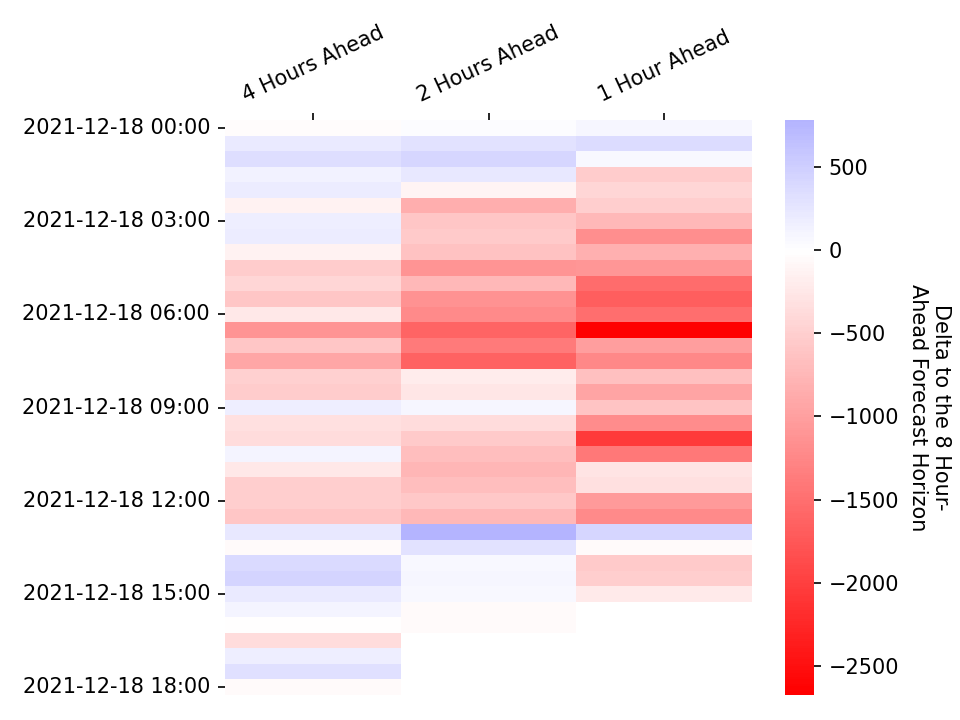 4 Hours Ahead
2 Hours Ahead
1 Hour Ahead
2021-12-18 00:00
2021-12-18 03:00
2021-12-18 06:00
2021-12-18 09:00
2021-12-18 12:00
2021-12-18 15:00
2021-12-18 18:00
500
0
−500
−1000
−1500
−2000
−2500
Delta to the 8 Hour-
Ahead Forecast Horizon